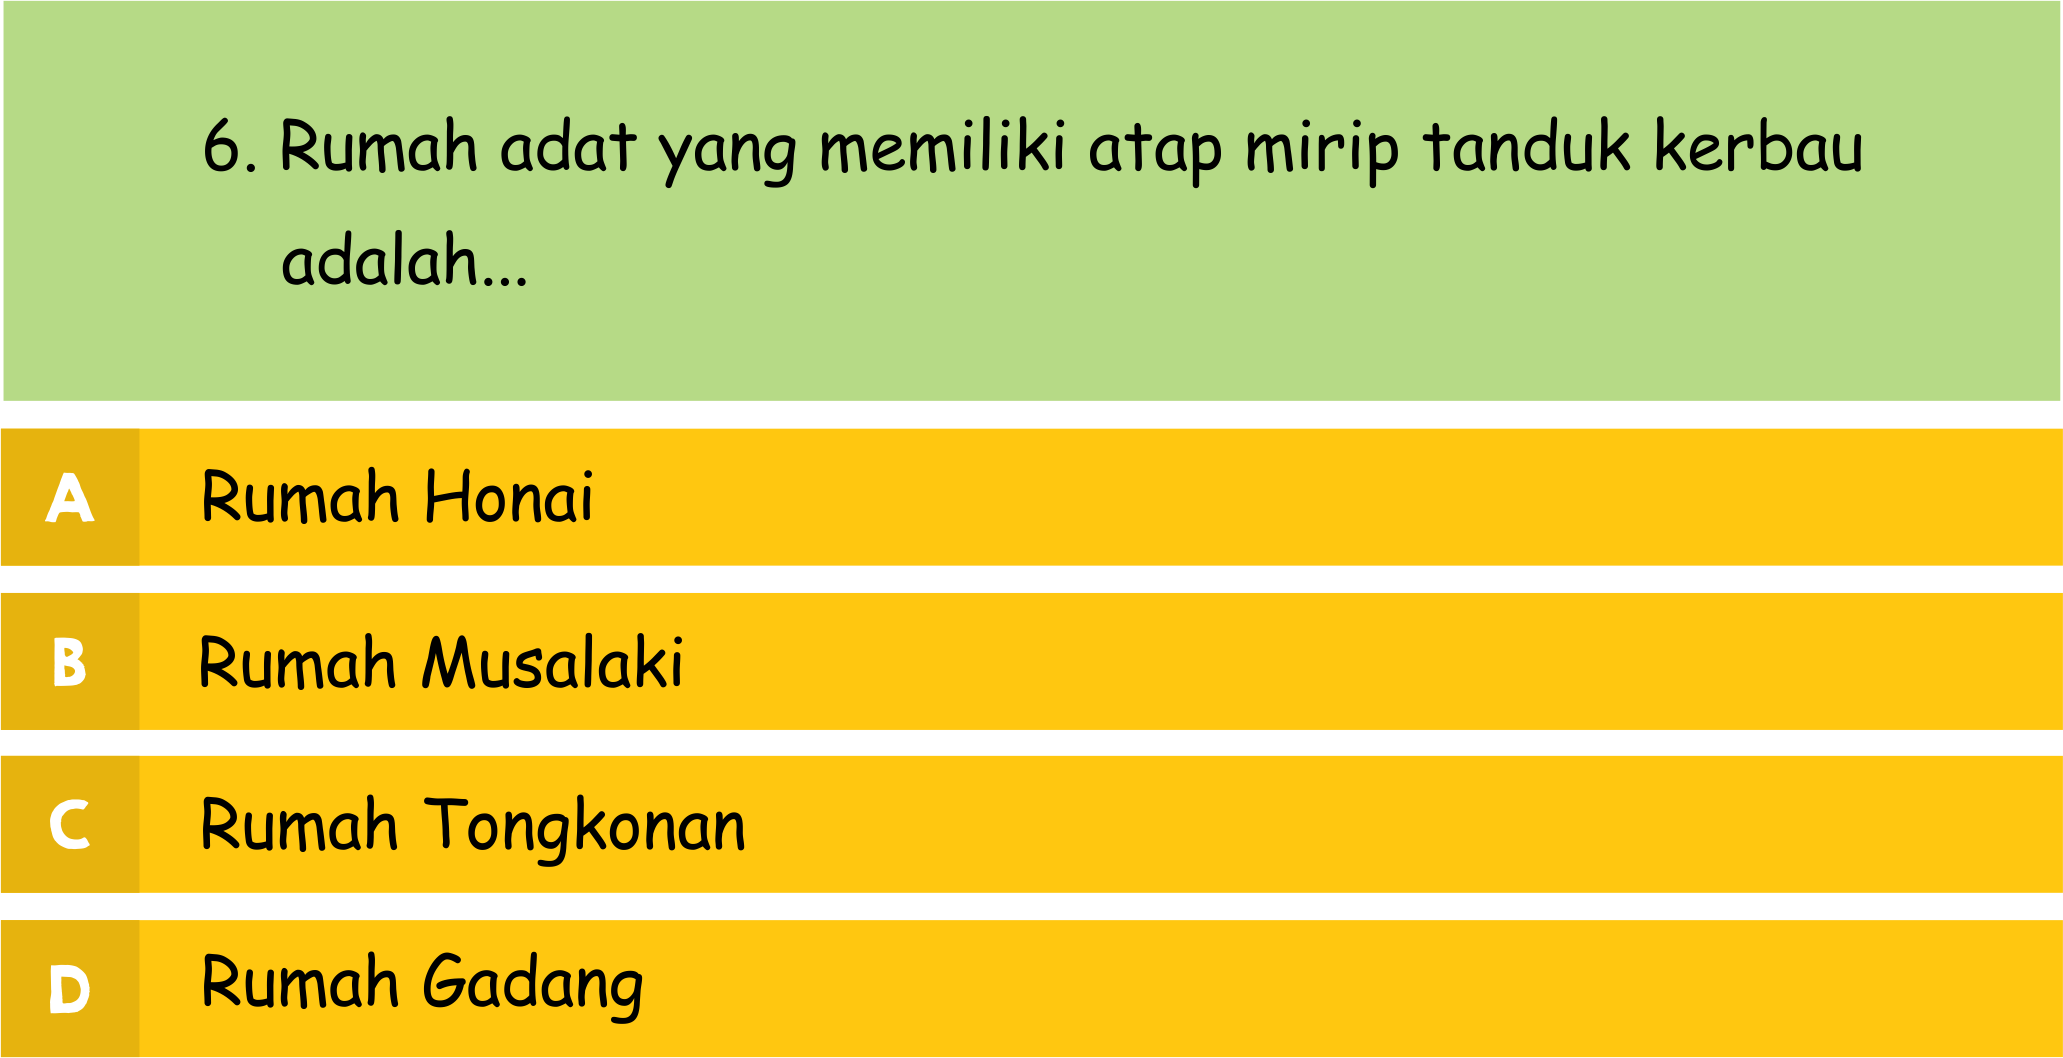 6. Rumah adat yang memiliki atap mirip tanduk kerbau
adalah...
A Rumah Honai
B Rumah Musalaki
C Rumah Tongkonan
D Rumah Gadang